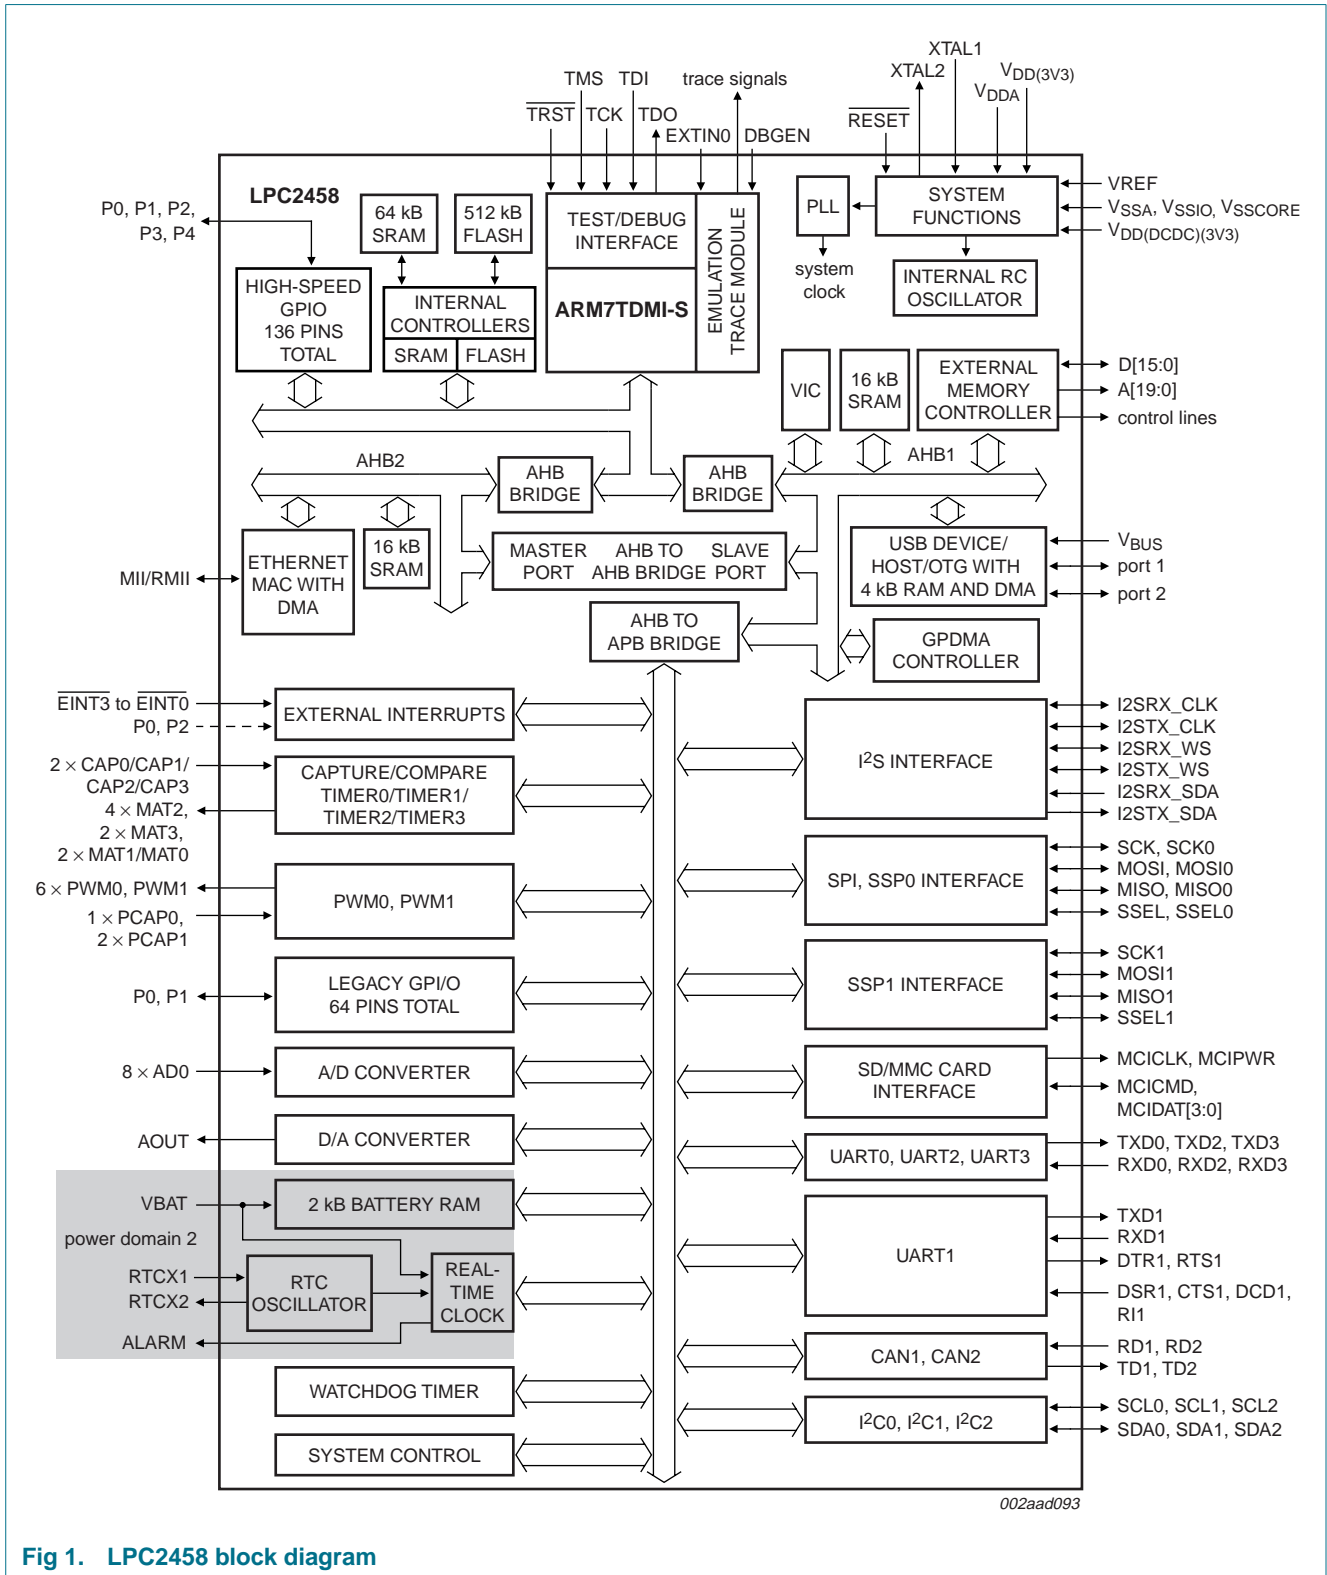 XTAL1
XTAL2
VDD(3V3)
VDDA
TMS TDI trace signals
TRST TCK TDO
EXTIN0 DBGEN
RESET
LPC2458
P0, P1, P2,
P3, P4
64 kB
SRAM
512 kB
FLASH
TEST/DEBUG
INTERFACE
EMULATION
TRACE MODULE
PLL
SYSTEM
FUNCTIONS
VREF
VSSA, VSSIO, VSSCORE
VDD(DCDC)(3V3)
system
clock
INTERNAL RC
OSCILLATOR
HIGH-SPEED
GPIO
136 PINS
TOTAL
INTERNAL
CONTROLLERS
SRAM FLASH
ARM7TDMI-S
VIC
16 kB
SRAM
EXTERNAL
MEMORY
CONTROLLER
D[15:0]
A[19:0]
control lines
AHB2
AHB
BRIDGE
AHB
BRIDGE
AHB1
ETHERNET
MAC WITH
DMA
MII/RMII
16 kB
SRAM
MASTER
PORT
AHB TO
AHB BRIDGE
SLAVE
PORT
USB DEVICE/
HOST/OTG WITH
4 kB RAM AND DMA
VBUS
port 1
port 2
AHB TO
APB BRIDGE
GPDMA
CONTROLLER
EINT3 to EINT0
P0, P2
EXTERNAL INTERRUPTS
2 × CAP0/CAP1/
CAP2/CAP3
4 × MAT2,
2 × MAT3,
2 × MAT1/MAT0
CAPTURE/COMPARE
TIMER0/TIMER1/
TIMER2/TIMER3
6 × PWM0, PWM1
1 × PCAP0,
2 × PCAP1
PWM0, PWM1
P0, P1
LEGACY GPI/O
64 PINS TOTAL
8 × AD0
A/D CONVERTER
AOUT
D/A CONVERTER
VBAT
2 kB BATTERY RAM
power domain 2
RTCX1
RTCX2
RTC
OSCILLATOR
REAL-
TIME
CLOCK
ALARM
WATCHDOG TIMER
SYSTEM CONTROL
I2S INTERFACE
I2SRX_CLK
I2STX_CLK
I2SRX_WS
I2STX_WS
I2SRX_SDA
I2STX_SDA
SPI, SSP0 INTERFACE
SCK, SCK0
MOSI, MOSI0
MISO, MISO0
SSEL, SSEL0
SSP1 INTERFACE
SCK1
MOSI1
MISO1
SSEL1
SD/MMC CARD
INTERFACE
MCICLK, MCIPWR
MCICMD,
MCIDAT[3:0]
UART0, UART2, UART3
TXD0, TXD2, TXD3
RXD0, RXD2, RXD3
UART1
TXD1
RXD1
DTR1, RTS1
DSR1, CTS1, DCD1,
RI1
CAN1, CAN2
RD1, RD2
TD1, TD2
I2C0, I2C1, I2C2
SCL0, SCL1, SCL2
SDA0, SDA1, SDA2
002aad093
Fig 1. LPC2458 block diagram